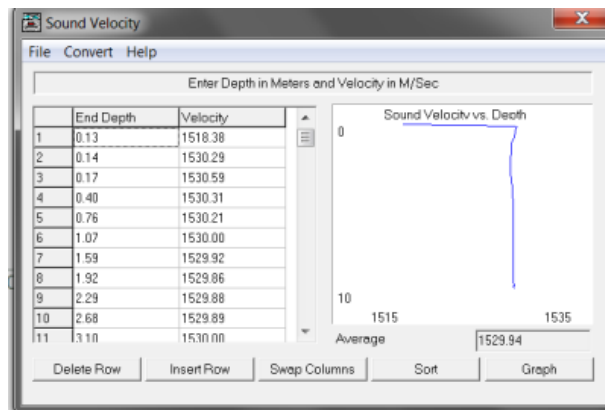 Sound Velocity
File Convert Help
Enter Depth in Meters and Velocity in M/Sec
End Depth Velocity
1 0.13 1518.38
2 0.14 1530.29
3 0.17 1530.59
4 0.40 1530.31
5 0.76 1530.21
6 1.07 1530.00
7 1.59 1529.92
8 1.92 1529.86
9 2.29 1529.88
10 2.68 1529.89
11 3.10 1530.00
Sound Velocity vs. Depth
0
10
1515 1535
Average 1529.94
Delete Row Insert Row Swap Columns Sort Graph